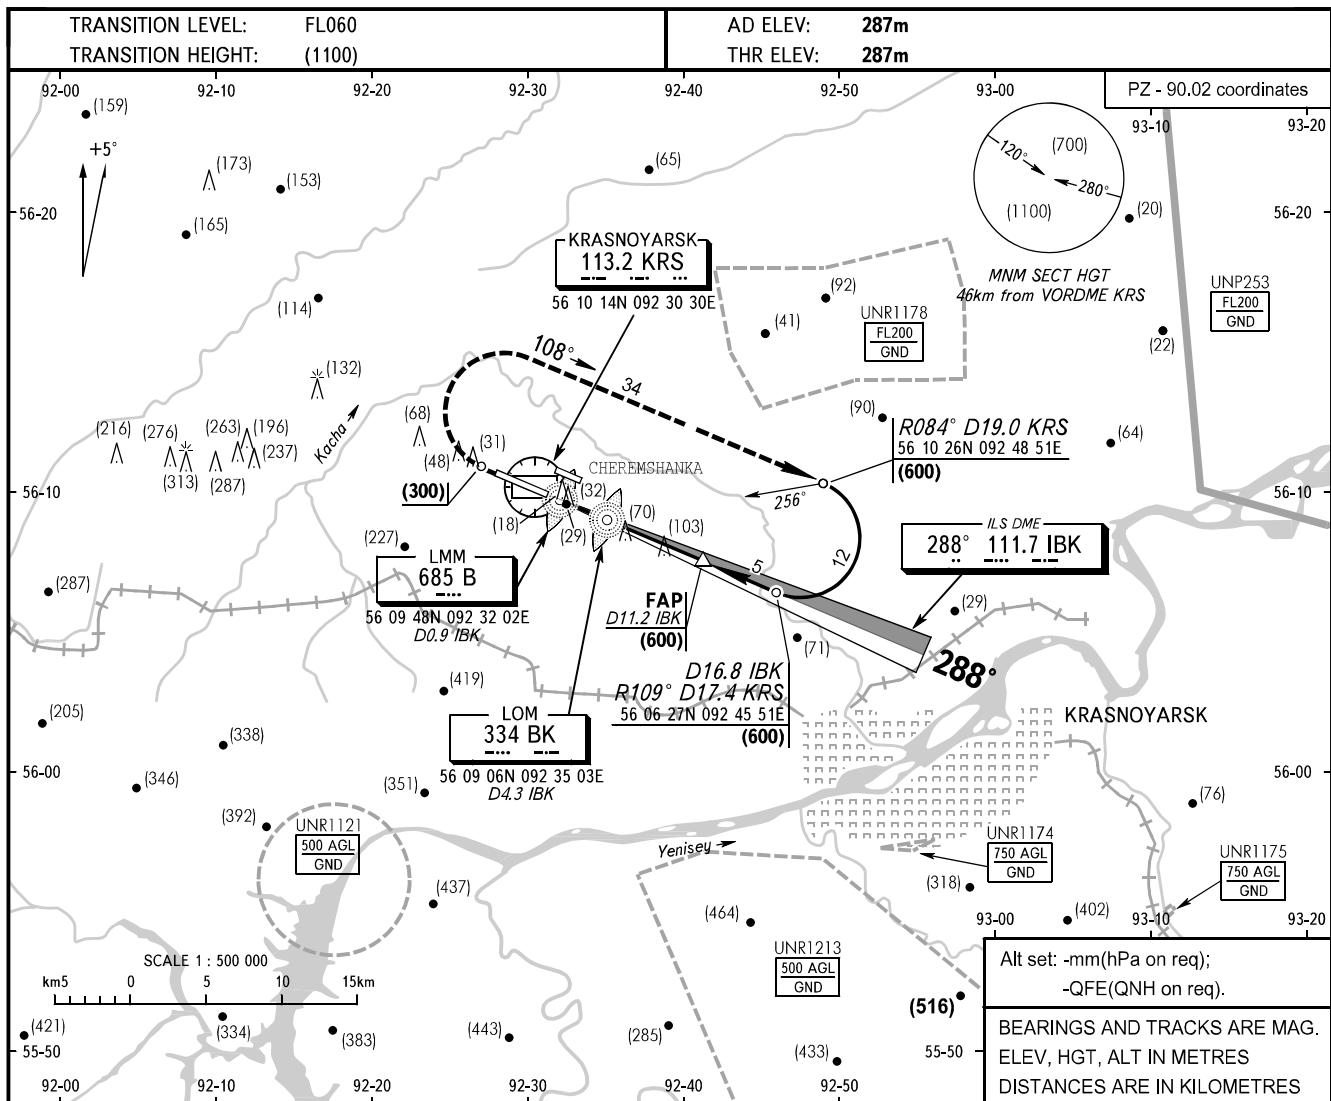 TRANSITION LEVEL: FL060
TRANSITION HEIGHT: (1100)
AD ELEV: 287m
THR ELEV: 287m
92-00 92-10 92-20 92-30 92-40 92-50 93-00
PZ - 90.02 coordinates
93-10 93-20
(159)
+5°
(173)
(153)
(165)
(65)
120°
(700)
280°
(1100)
(20)
56-20 56-20
MNM SECT HGT
46km from VORDME KRS
KRASNOYARSK
113.2 KRS
56 10 14N 092 30 30E
(114)
(92)
(41)
UNR1178
FL200
GND
UNP253
FL200
GND
(22)
108°
34
(132)
Kacha
(68)
(90)
R084° D19.0 KRS
56 10 26N 092 48 51E
(600)
(64)
(216)
(276)
(263)
(196)
(237)
(313)
(287)
(48)
(31)
CHEREMSHANKA
(300)
56-10 56-10
256°
(32)
(18)
(29)
(70)
(103)
ILS DME
288° 111.7 IBK
(227)
LMM
685 B
56 09 48N 092 32 02E
D0.9 IBK
5
12
FAP
D11.2 IBK
(600)
(287)
(29)
(71)
288°
D16.8 IBK
R109° D17.4 KRS
56 06 27N 092 45 51E
(600)
(419)
LOM
334 BK
56 09 06N 092 35 03E
D4.3 IBK
(205)
(338)
KRASNOYARSK
56-00 56-00
(346)
(351)
(76)
(392)
UNR1121
500 AGL
GND
Yenisey
UNR1174
750 AGL
GND
UNR1175
750 AGL
GND
(318)
(437)
(464)
(402)
93-00 93-10 93-20
UNR1213
500 AGL
GND
SCALE 1 : 500 000
km5 0 5 10 15km
(516)
Alt set: -mm(hPa on req);
-QFE(QNH on req).
(421)
(334)
(383)
(443)
(285)
(433)
55-50 55-50
BEARINGS AND TRACKS ARE MAG.
ELEV, HGT, ALT IN METRES
DISTANCES ARE IN KILOMETRES
92-00 92-10 92-20 92-30 92-40 92-50